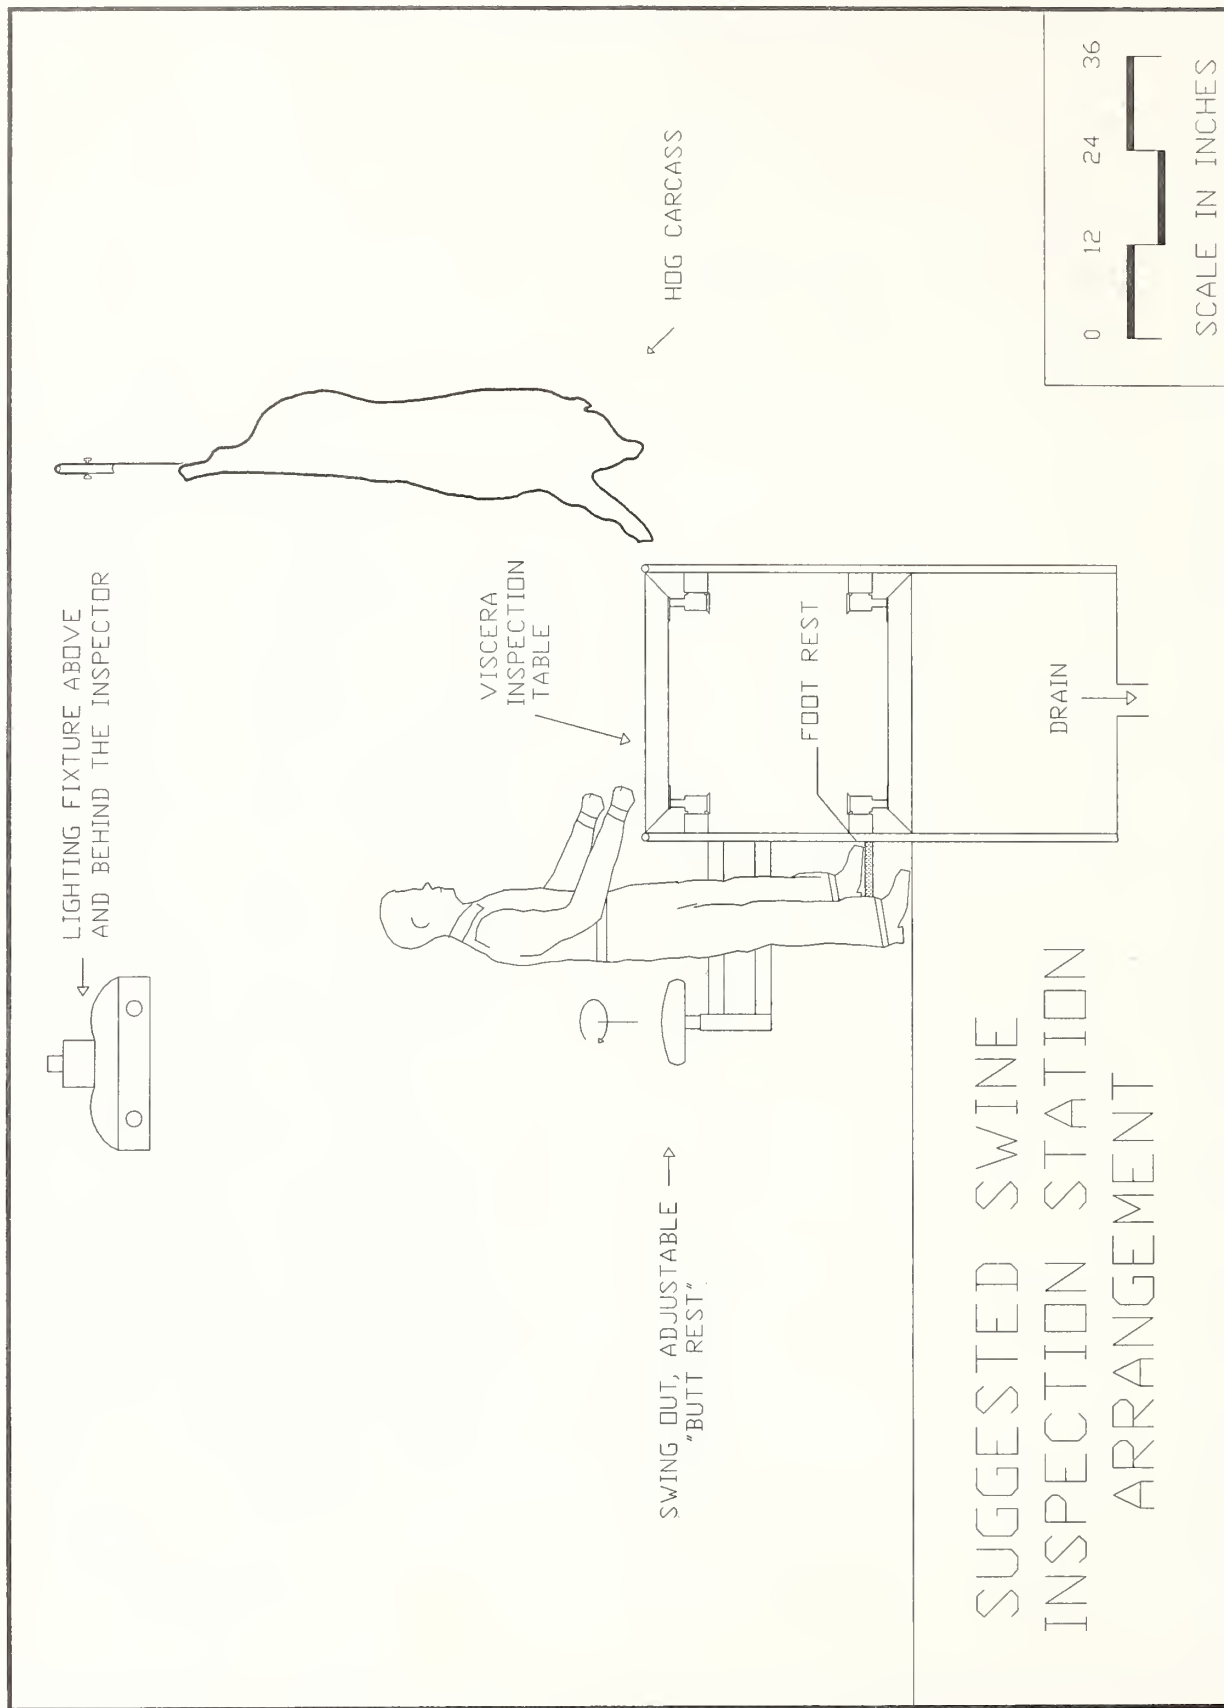 LIGHTING FIXTURE ABOVE
AND BEHIND THE INSPECTOR
VISCERA
INSPECTION
TABLE
HOG CARCASS
SWING OUT, ADJUSTABLE
"BUTT REST"
FOOT REST
DRAIN
SUGGESTED SWINE
INSPECTION STATION
ARRANGEMENT
0 12 24 36
SCALE IN INCHES